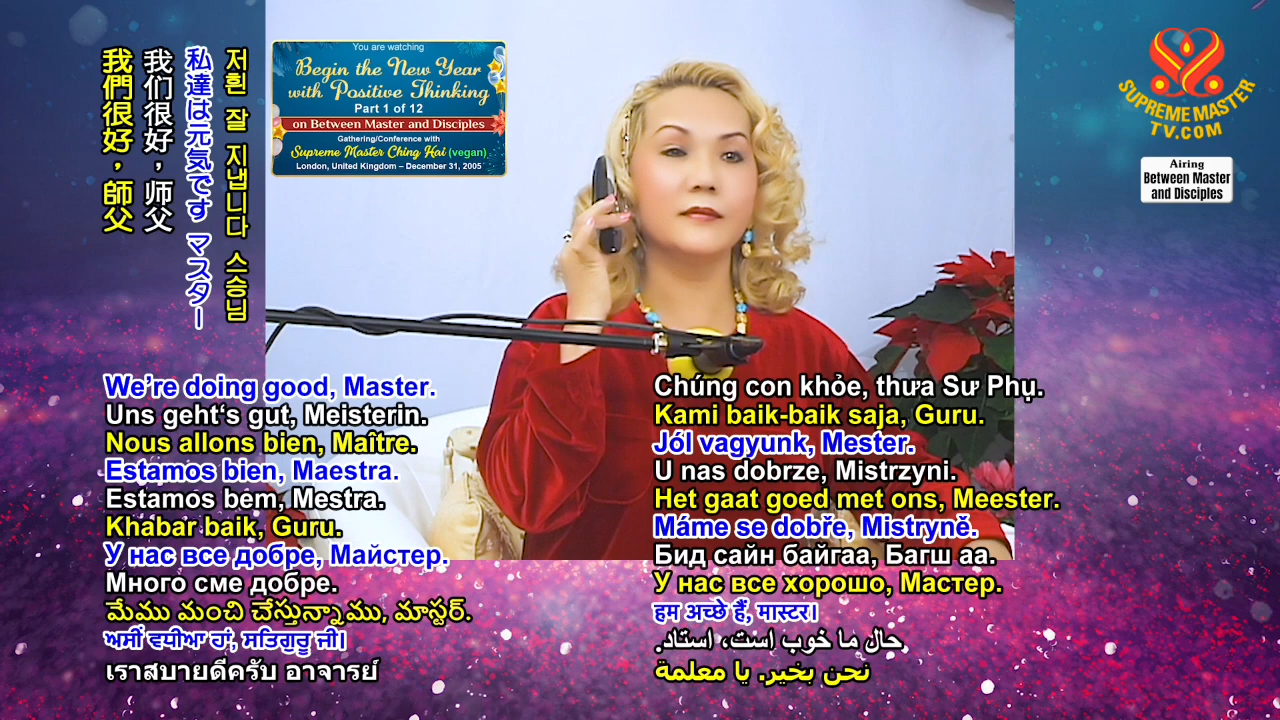 我們很好，師父
我们很好，师父
私達は元気です マスター
저흰 잘 지냅니다 스승님
You are watching
Begin the New Year
with Positive Thinking
Part 1 of 12
on Between Master and Disciples
Gathering/Conference with
Supreme Master Ching Hai (vegan)
London, United Kingdom – December 31, 2005
SUPREME MASTER
TV.COM
Airing
Between Master
and Disciples
We’re doing good, Master.
Uns geht‘s gut, Meisterin.
Nous allons bien, Maître.
Estamos bien, Maestra.
Estamos bem, Mestra.
Khabar baik, Guru.
У нас все добре, Майстер.
Много сме добре.
మేము మంచి చేస్తున్నాము, మాస్టర్.
ਅਸੀਂ ਵਧੀਆ ਹਾਂ, ਸਤਿਗੁਰੂ ਜੀ।
เราสบายดีครับ อาจารย์
Chúng con khỏe, thưa Sư Phụ.
Kami baik-baik saja, Guru.
Jól vagyunk, Mester.
U nas dobrze, Mistrzyni.
Het gaat goed met ons, Meester.
Máme se dobře, Mistryně.
Бид сайн байгаа, Багш аа.
У нас все хорошо, Мастер.
हम अच्छे हैं, मास्टर।
حال ما خوب است، استاد.
نحن بخير. يا معلمة